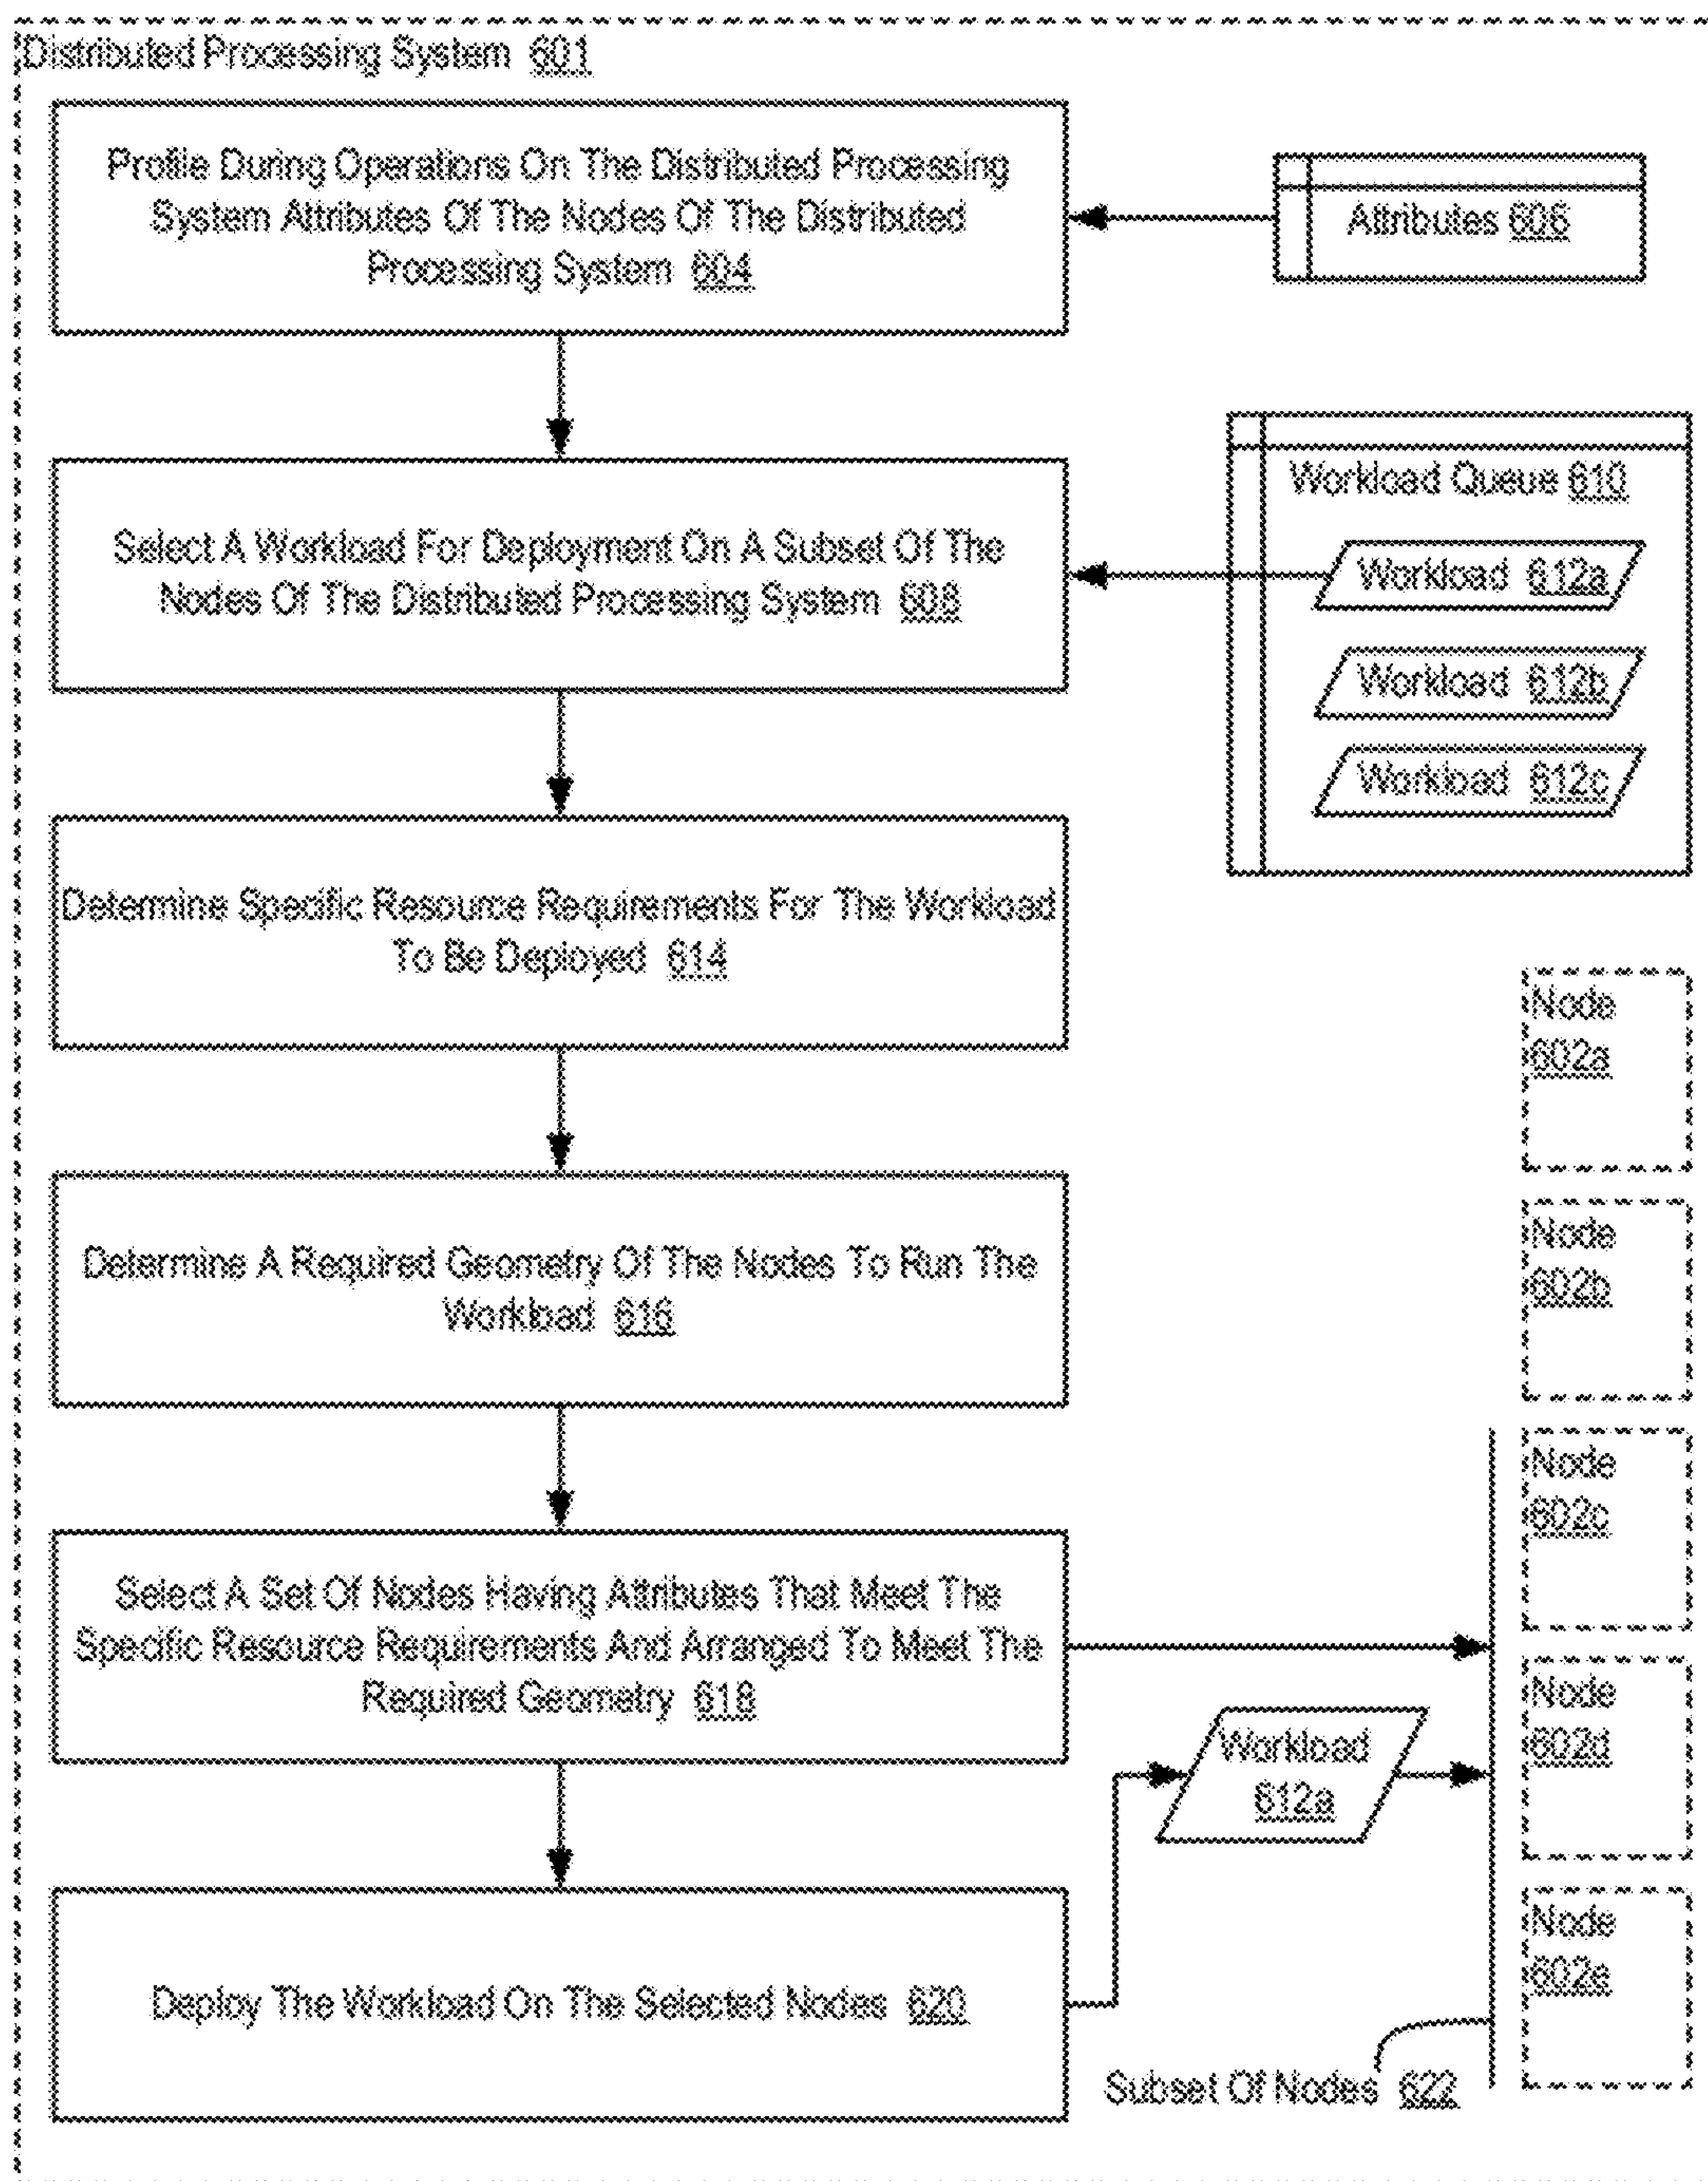 Distributed Processing System 601
Profile During Operations On The Distributed Processing
System Attributes Of The Nodes Of The Distributed
Processing System 604
Attributes 606
Select A Workload For Deployment On A Subset Of The
Nodes Of The Distributed Processing System 608
Workload Queue 610
Workload 612a
Workload 612b
Workload 612c
Determine Specific Resource Requirements For The Workload
To Be Deployed 614
Determine A Required Geometry Of The Nodes To Run The
Workload 616
Select A Set Of Nodes Having Attributes That Meet The
Specific Resource Requirements And Arranged To Meet The
Required Geometry 618
Deploy The Workload On The Selected Nodes 620
Workload
612a
Node
602a
Node
602b
Node
602c
Node
602d
Node
602e
Subset Of Nodes 622